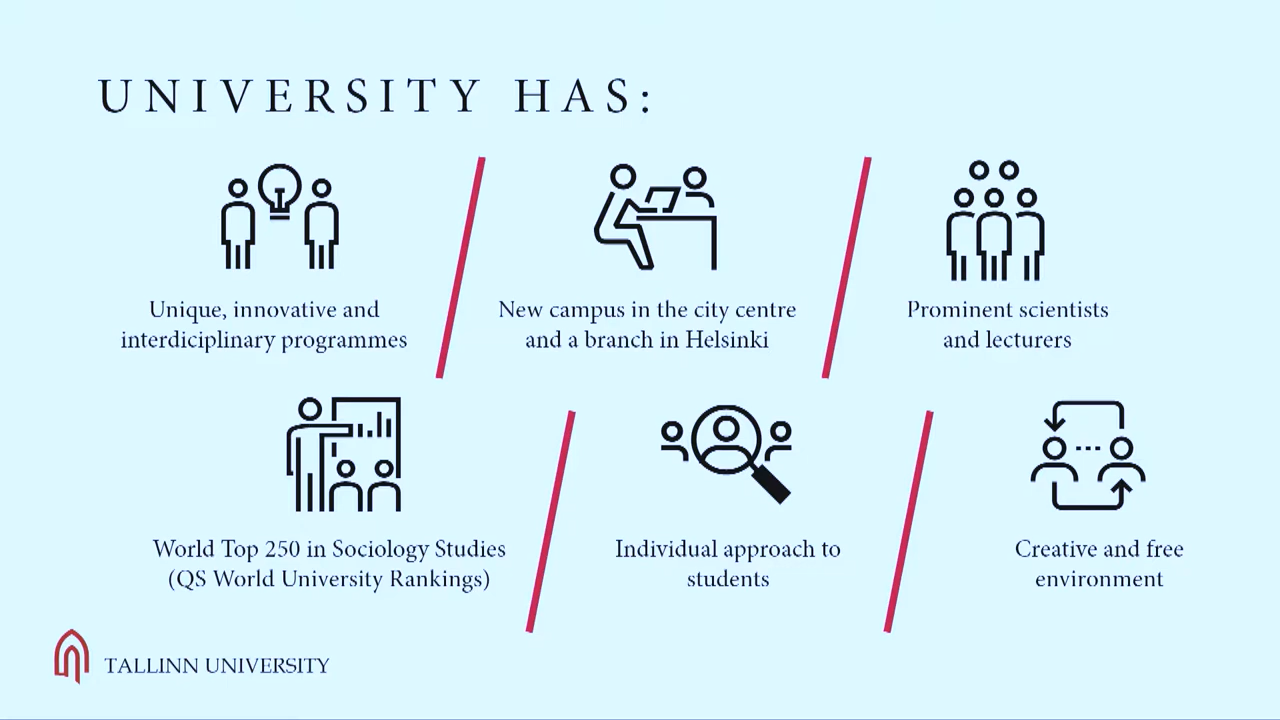 UNIVERSITY HAS:
Unique, innovative and
interdiciplinary programmes
New campus in the city centre
and a branch in Helsinki
Prominent scientists
and lecturers
World Top 250 in Sociology Studies
(QS World University Rankings)
Individual approach to
students
Creative and free
environment
TALLINN UNIVERSITY